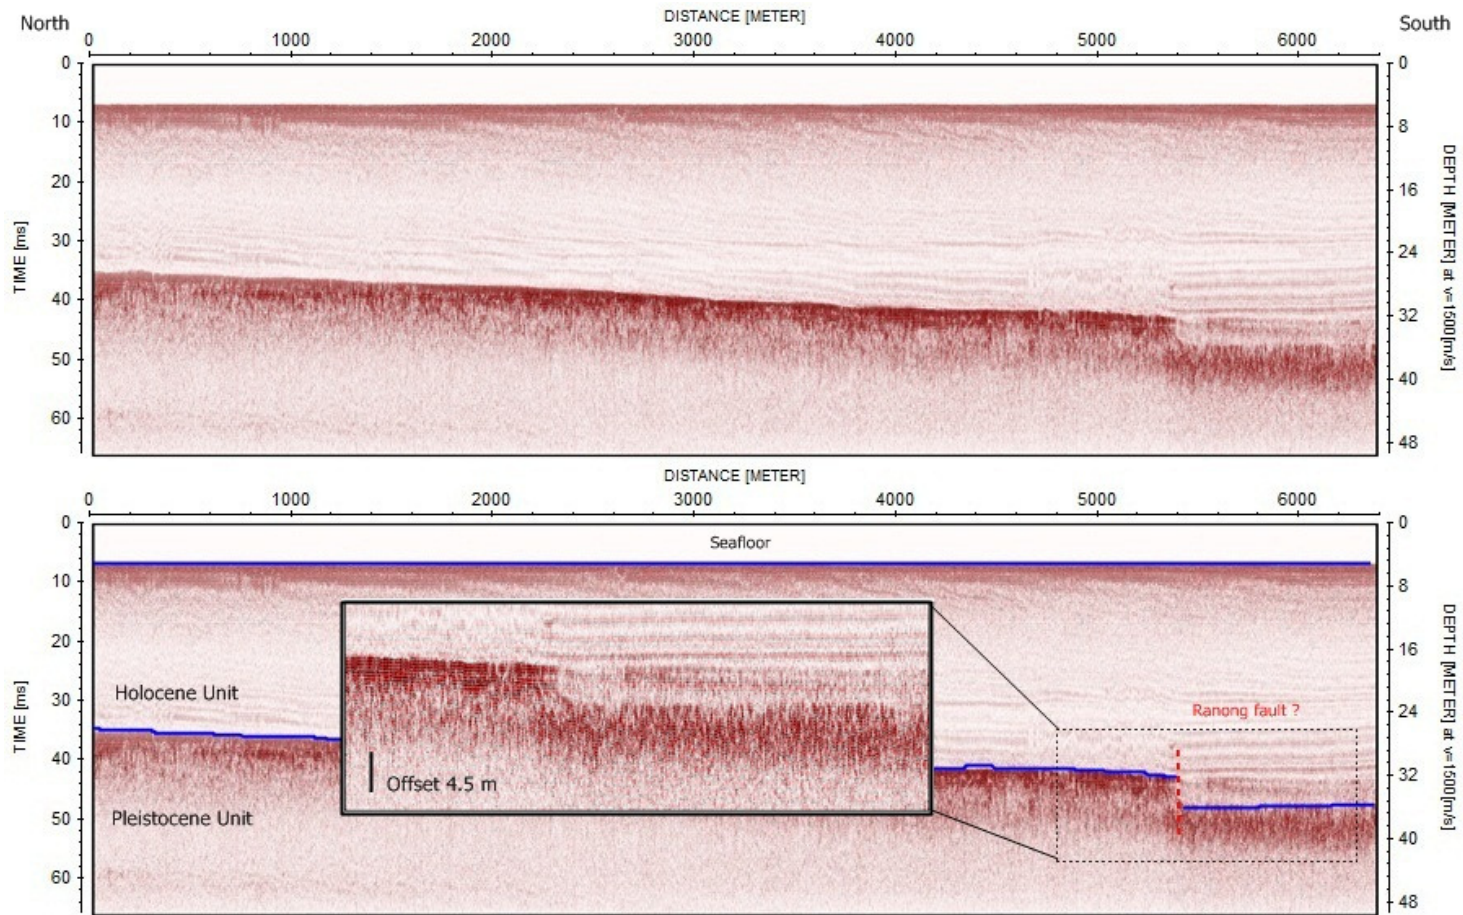 North
DISTANCE [METER]
South
0 1000 2000 3000 4000 5000 6000
TIME [ms]
0
10
20
30
40
50
60
DEPTH [METER] at v=1500[m/s]
0
8
16
24
32
40
48
DISTANCE [METER]
0 1000 2000 3000 4000 5000 6000
TIME [ms]
0
10
20
30
40
50
60
Seafloor
Holocene Unit
Ranong fault ?
Offset 4.5 m
Pleistocene Unit
DEPTH [METER] at v=1500[m/s]
0
8
16
24
32
40
48